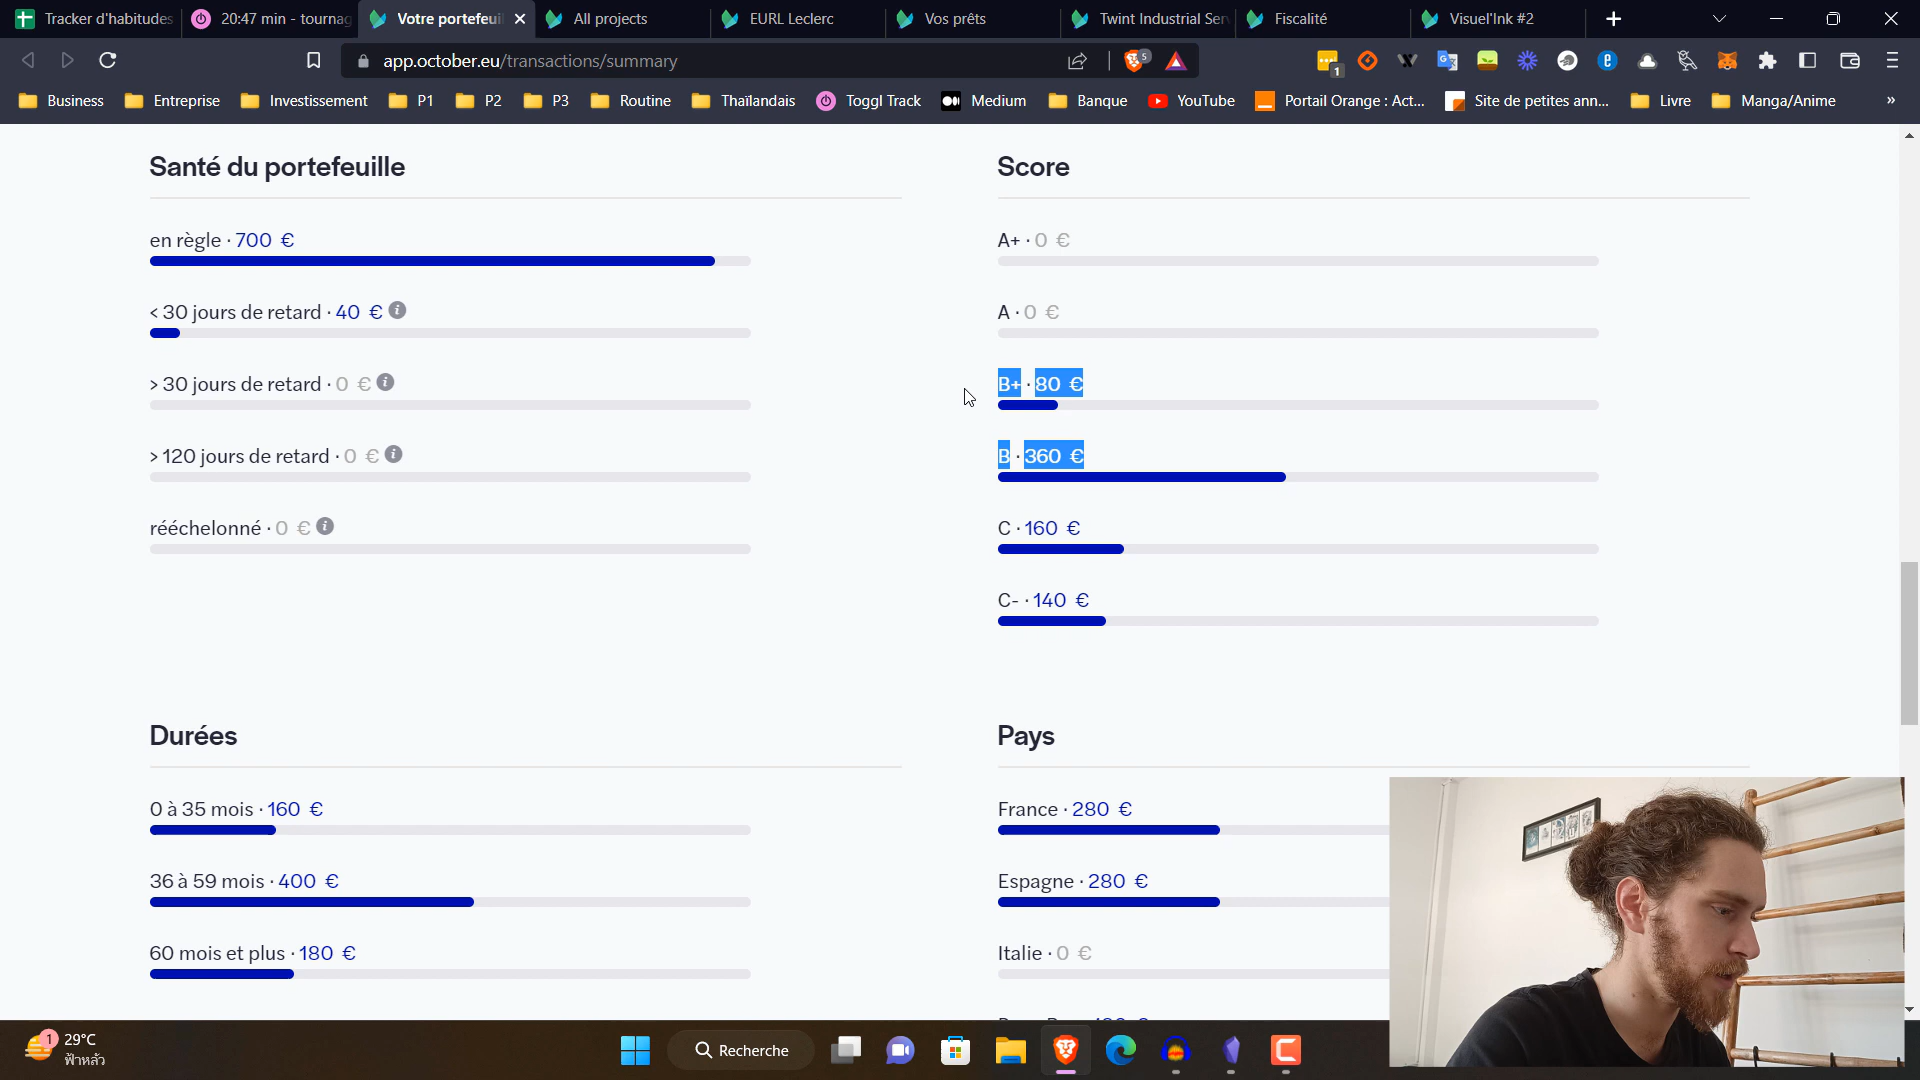 Tracker d'habitudes
20:47 min - tournag
Votre portefeui
All projects
EURL Leclerc
Vos prêts
Twint Industrial Ser
Fiscalité
Visuel'Ink #2
app.october.eu/transactions/summary
5
1
Business
Entreprise
Investissement
P1
P2
P3
Routine
Thaïlandais
Toggl Track
Medium
Banque
YouTube
Portail Orange : Act...
Site de petites ann...
Livre
Manga/Anime
»
Santé du portefeuille
en règle · 700 €
< 30 jours de retard · 40 €
> 30 jours de retard · 0 €
> 120 jours de retard · 0 €
rééchelonné · 0 €
Score
A+ · 0 €
A · 0 €
B+ · 80 €
B · 360 €
C · 160 €
C- · 140 €
Durées
0 à 35 mois · 160 €
36 à 59 mois · 400 €
60 mois et plus · 180 €
Pays
France · 280 €
Espagne · 280 €
Italie · 0 €
1
29°C
ฟ้าหลัว
Recherche